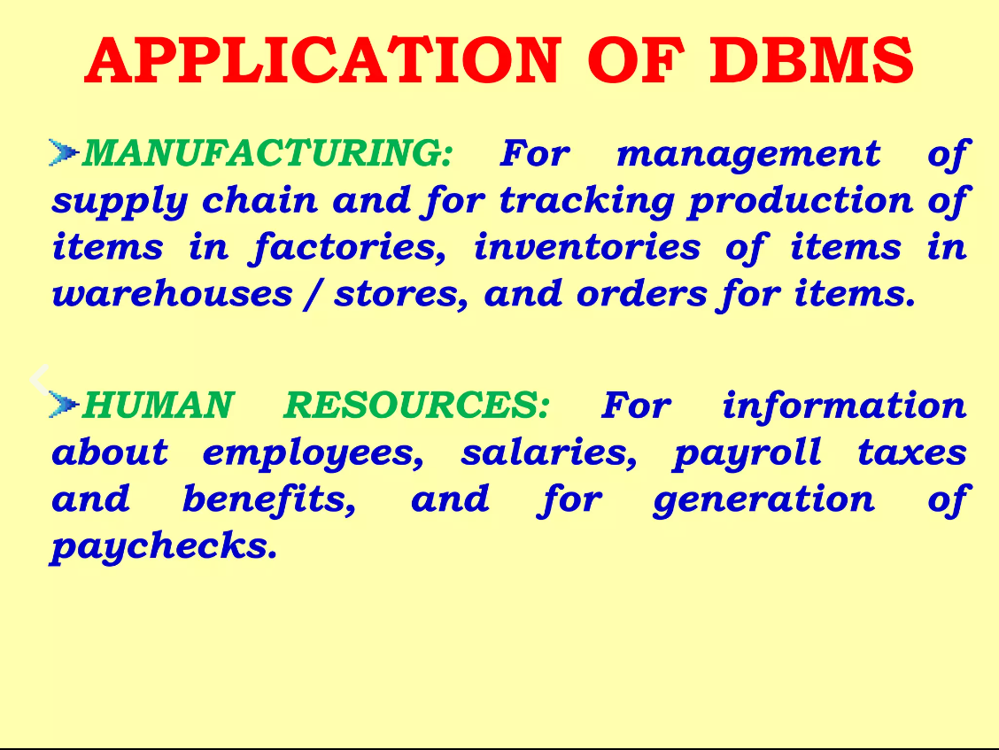 APPLICATION OF DBMS
MANUFACTURING: For management of
supply chain and for tracking production of
items in factories, inventories of items in
warehouses / stores, and orders for items.
HUMAN RESOURCES: For information
about employees, salaries, payroll taxes
and benefits, and for generation of
paychecks.